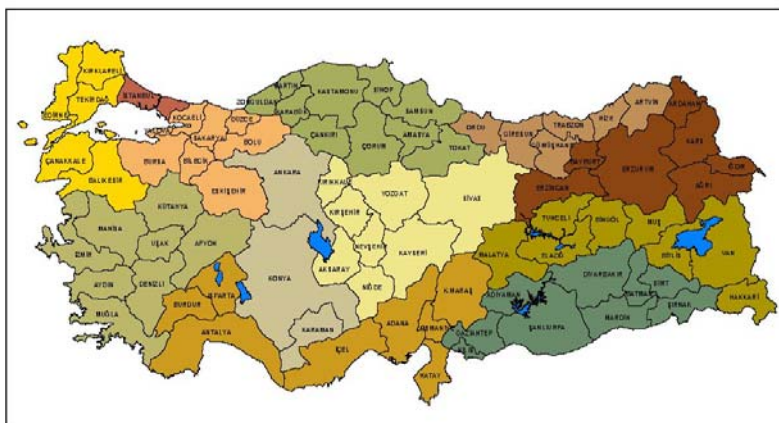 KIRKLARELİ
EDİRNE
TEKİRDAĞ
İSTANBUL
KOCAELİ
SAKARYA
DÜZCE
BOLU
ZONGULDAK
BARTIN
KARABÜK
KASTAMONU
SİNOP
SAMSUN
ÇANKIRI
ÇORUM
AMASYA
TOKAT
ORDU
GİRESUN
TRABZON
RİZE
ARTVİN
ARDAHAN
GÜMÜŞHANE
BAYBURT
ERZURUM
KARS
IĞDIR
AĞRI
ERZİNCAN
ÇANAKKALE
BALIKESİR
BURSA
BİLECİK
ESKİŞEHİR
ANKARA
KIRIKKALE
YOZGAT
SİVAS
KIRŞEHİR
KÜTAHYA
MANİSA
UŞAK
AFYON
İZMİR
AYDIN
DENİZLİ
MUĞLA
BURDUR
ISPARTA
ANTALYA
KONYA
KARAMAN
AKSARAY
NEVŞEHİR
NİĞDE
KAYSERİ
İÇEL
ADANA
OSMANİYE
HATAY
K.MARAŞ
MALATYA
ELAZIĞ
TUNCELİ
BİNGÖL
MUŞ
BİTLİS
VAN
HAKKARİ
ADIYAMAN
GAZİANTEP
KİLİS
ŞANLIURFA
DİYARBAKIR
MARDİN
BATMAN
SİİRT
ŞIRNAK